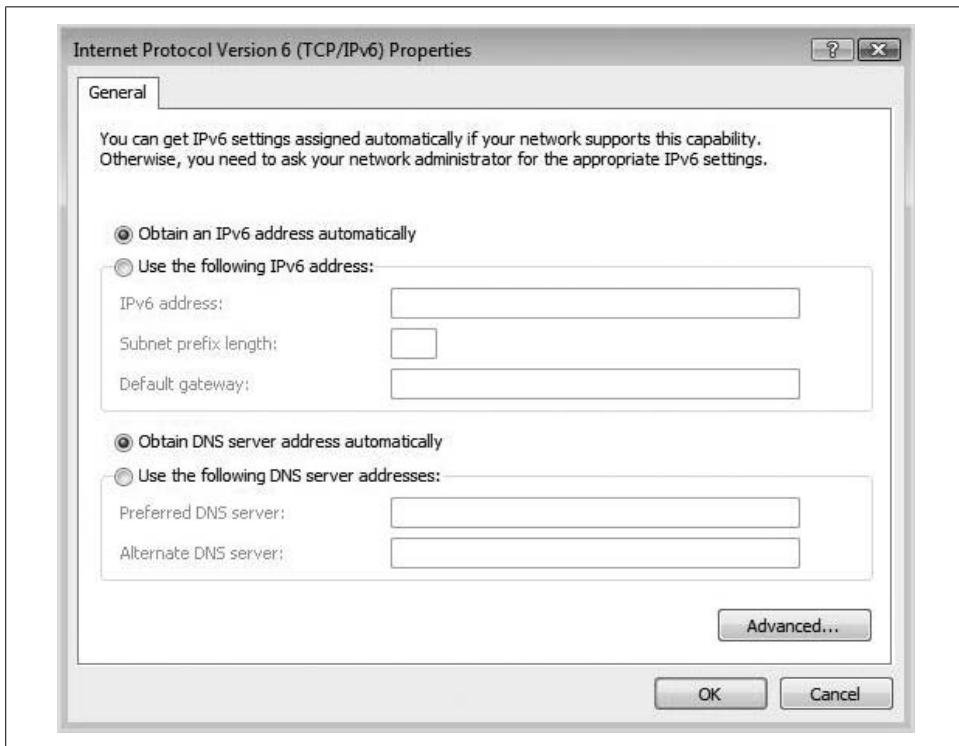 Internet Protocol Version 6 (TCP/IPv6) Properties
General
You can get IPv6 settings assigned automatically if your network supports this capability.
Otherwise, you need to ask your network administrator for the appropriate IPv6 settings.
Obtain an IPv6 address automatically
Use the following IPv6 address:
IPv6 address:
Subnet prefix length:
Default gateway:
Obtain DNS server address automatically
Use the following DNS server addresses:
Preferred DNS server:
Alternate DNS server:
Advanced...
OK
Cancel